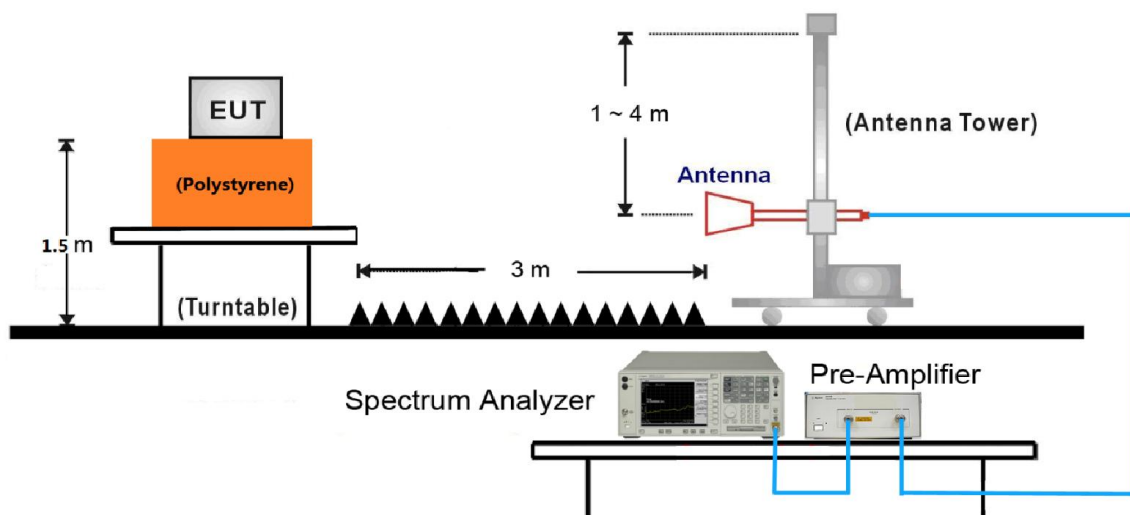 EUT
(Polystyrene)
1.5 m
(Turntable)
3 m
1 ~ 4 m
Antenna
(Antenna Tower)
Spectrum Analyzer
Pre-Amplifier